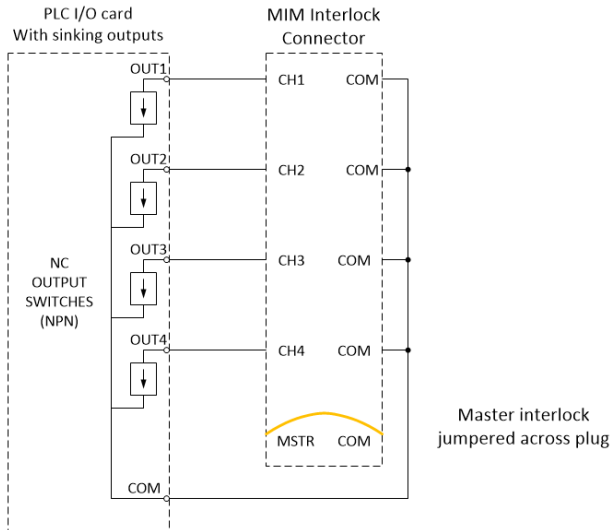 PLC I/O card
With sinking outputs
MIM Interlock
Connector
OUT1
CH1 COM
OUT2
CH2 COM
OUT3
CH3 COM
NC
OUTPUT
SWITCHES
(NPN)
OUT4
CH4 COM
MSTR COM
Master interlock
jumpered across plug
COM